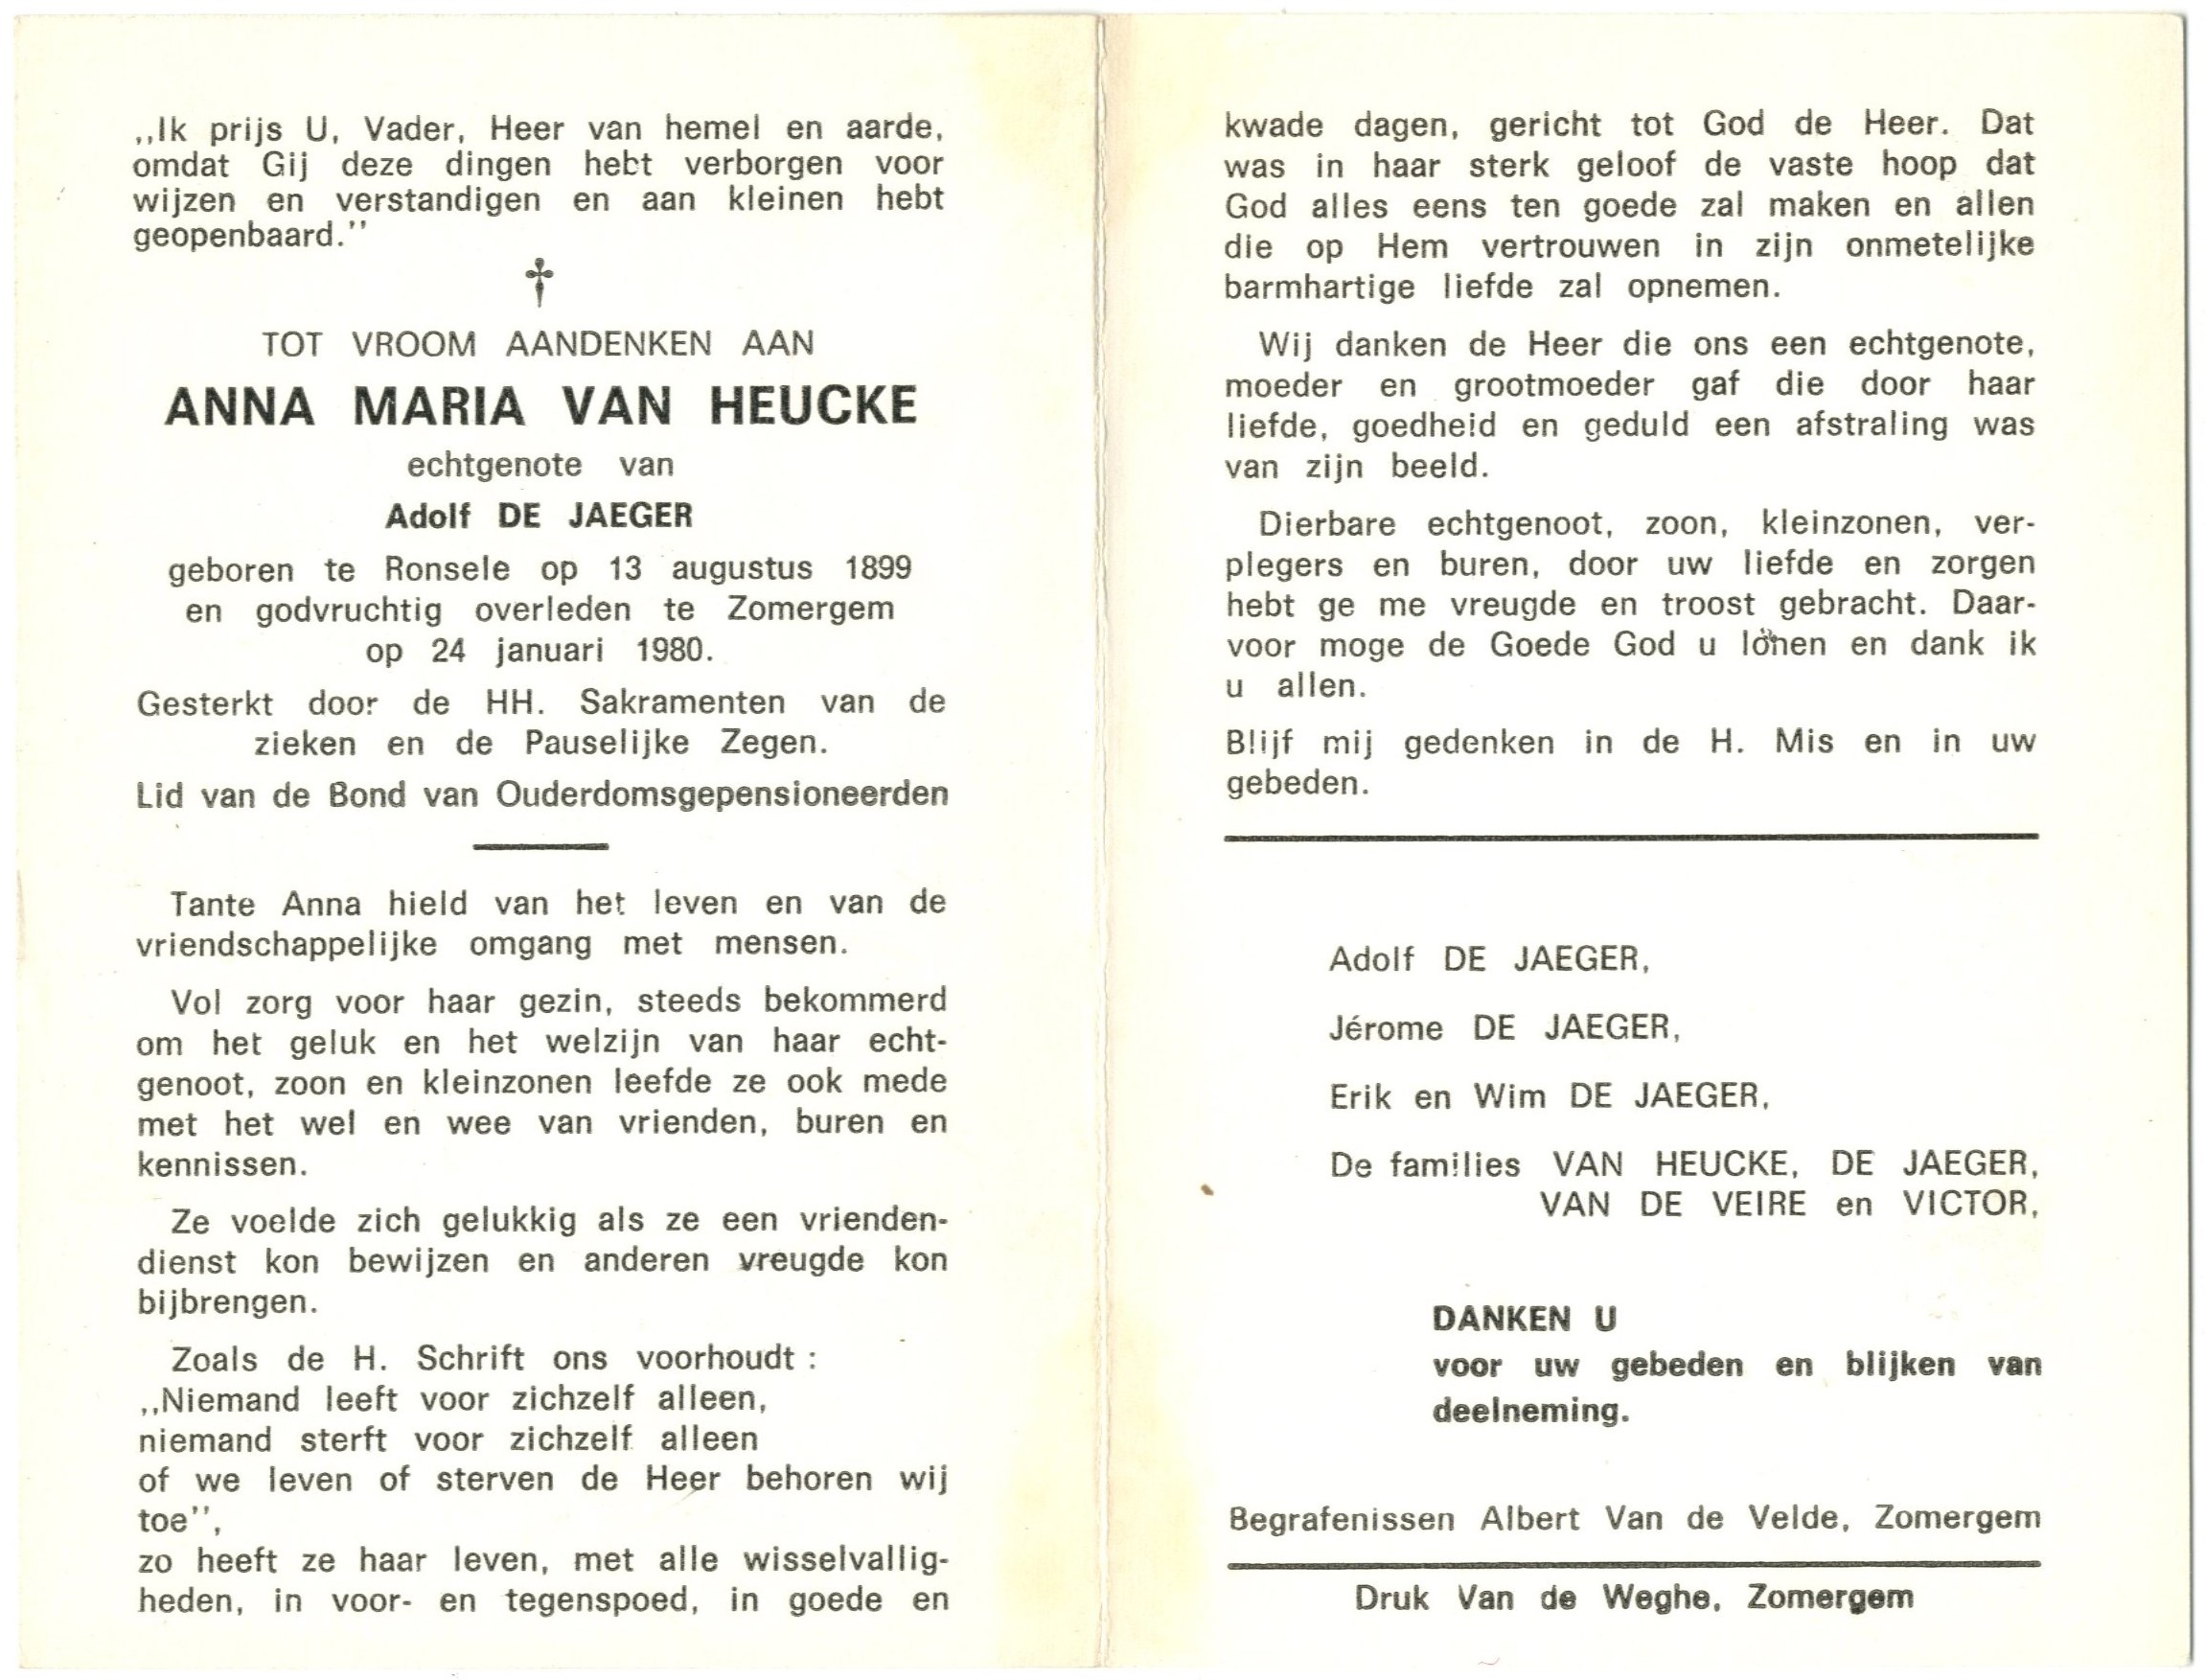 ,,Ik prijs U, Vader, Heer van hemel en aarde,
omdat Gij deze dingen hebt verborgen voor
wijzen en verstandigen en aan kleinen hebt
geopenbaard.''
TOT VROOM AANDENKEN AAN
ANNA MARIA VAN HEUCKE
echtgenote van
Adolf DE JAEGER
geboren te Ronsele op 13 augustus 1899
en godvruchtig overleden te Zomergem
op 24 januari 1980.
Gesterkt door de HH. Sakramenten van de
zieken en de Pauselijke Zegen.
Lid van de Bond van Ouderdomsgepensioneerden
Tante Anna hield van het leven en van de
vriendschappelijke omgang met mensen.
Vol zorg voor haar gezin, steeds bekommerd
om het geluk en het welzijn van haar echt-
genoot, zoon en kleinzonen leefde ze ook mede
met het wel en wee van vrienden, buren en
kennissen.
Ze voelde zich gelukkig als ze een vrienden-
dienst kon bewijzen en anderen vreugde kon
bijbrengen.
Zoals de H. Schrift ons voorhoudt :
,,Niemand leeft voor zichzelf alleen,
niemand sterft voor zichzelf alleen
of we leven of sterven de Heer behoren wij
toe'',
zo heeft ze haar leven, met alle wisselvallig-
heden, in voor- en tegenspoed, in goede en
kwade dagen, gericht tot God de Heer. Dat
was in haar sterk geloof de vaste hoop dat
God alles eens ten goede zal maken en allen
die op Hem vertrouwen in zijn onmetelijke
barmhartige liefde zal opnemen.
Wij danken de Heer die ons een echtgenote,
moeder en grootmoeder gaf die door haar
liefde, goedheid en geduld een afstraling was
van zijn beeld.
Dierbare echtgenoot, zoon, kleinzonen, ver-
plegers en buren, door uw liefde en zorgen
hebt ge me vreugde en troost gebracht. Daar-
voor moge de Goede God u lonen en dank ik
u allen.
Blijf mij gedenken in de H. Mis en in uw
gebeden.
Adolf DE JAEGER,
Jérome DE JAEGER,
Erik en Wim DE JAEGER,
De families VAN HEUCKE, DE JAEGER,
VAN DE VEIRE en VICTOR,
DANKEN U
voor uw gebeden en blijken van
deelneming.
Begrafenissen Albert Van de Velde, Zomergem
Druk Van de Weghe, Zomergem